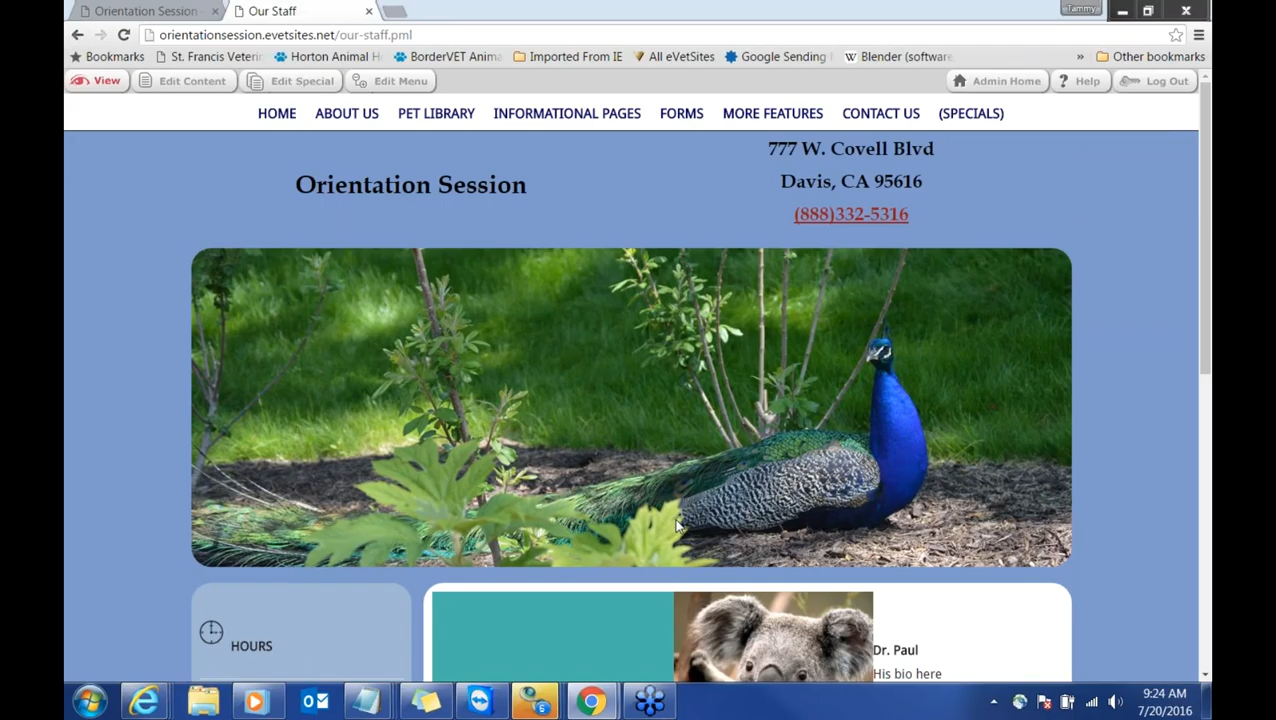 Orientation Session
Our Staff
Tammy
orientationsession.evetsites.net/our-staff.pml
Bookmarks
St. Francis Veterin
Horton Animal H
BorderVET Anima
Imported From IE
All eVetSites
Google Sending
Blender (software
»
Other bookmarks
View
Edit Content
Edit Special
Edit Menu
Admin Home
? Help
Log Out
HOME ABOUT US PET LIBRARY INFORMATIONAL PAGES FORMS MORE FEATURES CONTACT US (SPECIALS)
Orientation Session
777 W. Covell Blvd
Davis, CA 95616
(888)332-5316
HOURS
Dr. Paul
His bio here
9:24 AM
7/20/2016